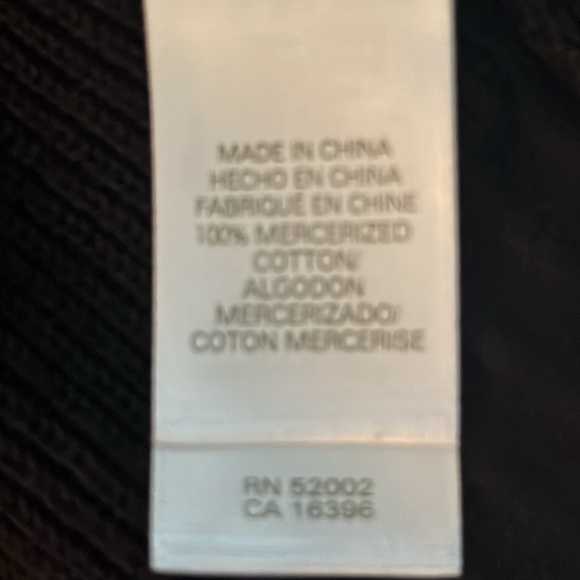 MADE IN CHINA
HECHO EN CHINA
FABRIQUÉ EN CHINE
100% MERCERIZED
COTTON/
ALGODON
MERCERIZADO/
COTON MERCERISE
RN 52002
CA 16396